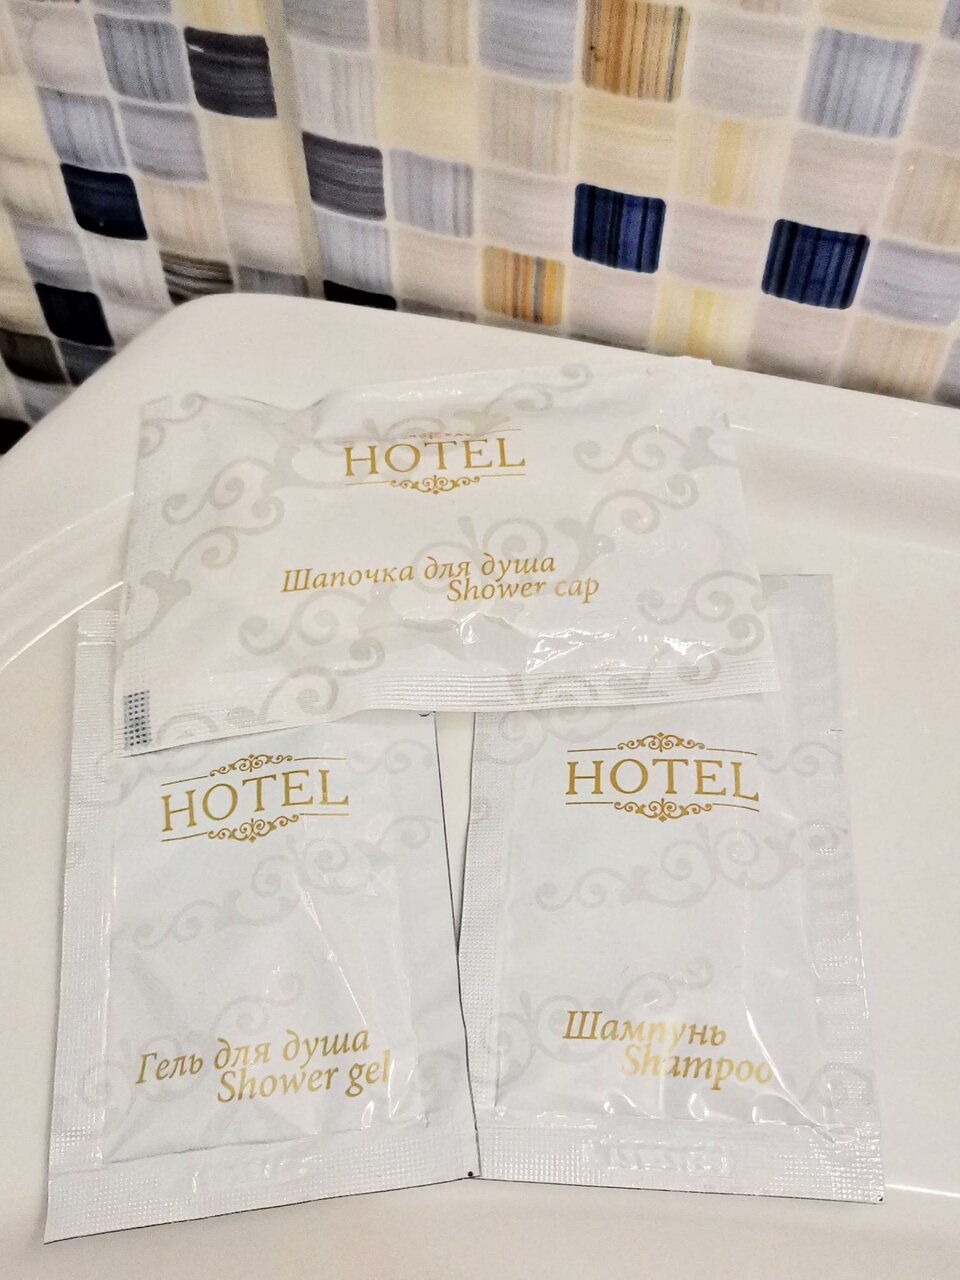 HOTEL
Шапочка для душа
Shower cap
HOTEL
Гель для душа
Shower gel
HOTEL
Шампунь
Shampoo